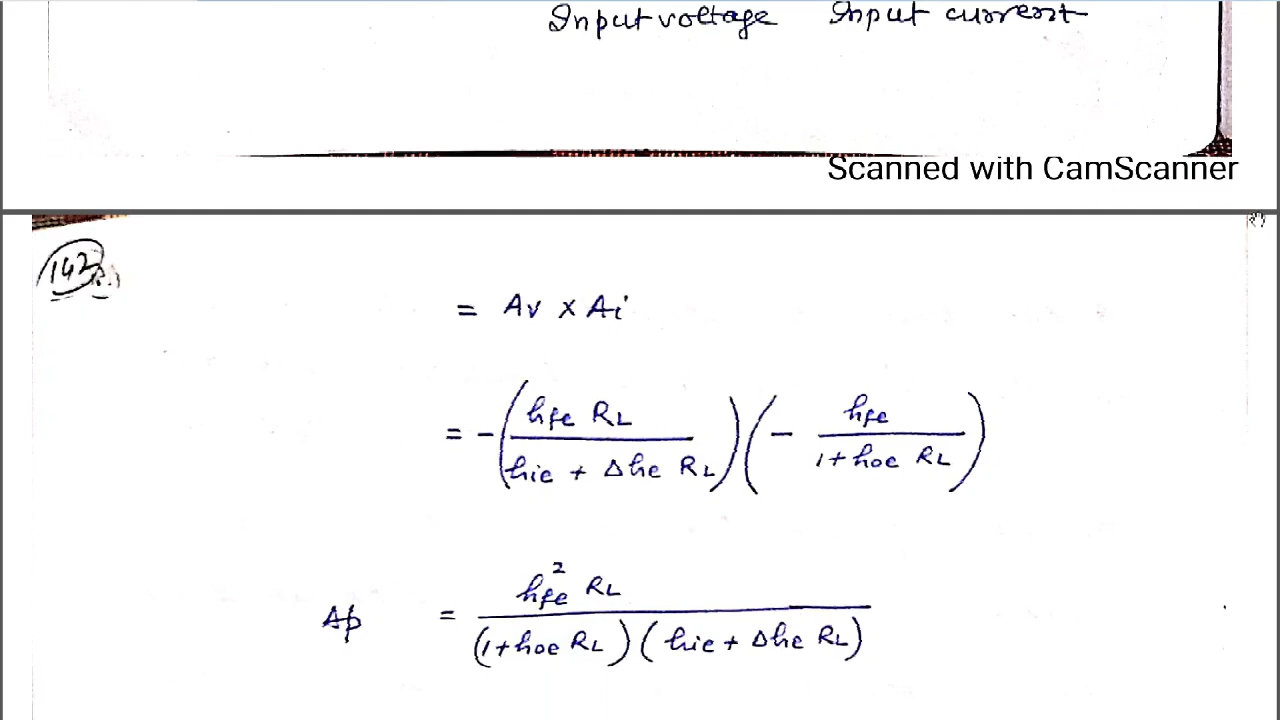 Input voltage Input current
Scanned with CamScanner
142
= Av × Ai
= -(hfe RL / hie + Δhe RL)(- hfe / 1 + hoe RL)
Ap = hfe² RL / (1 + hoe RL)(hie + Δhe RL)